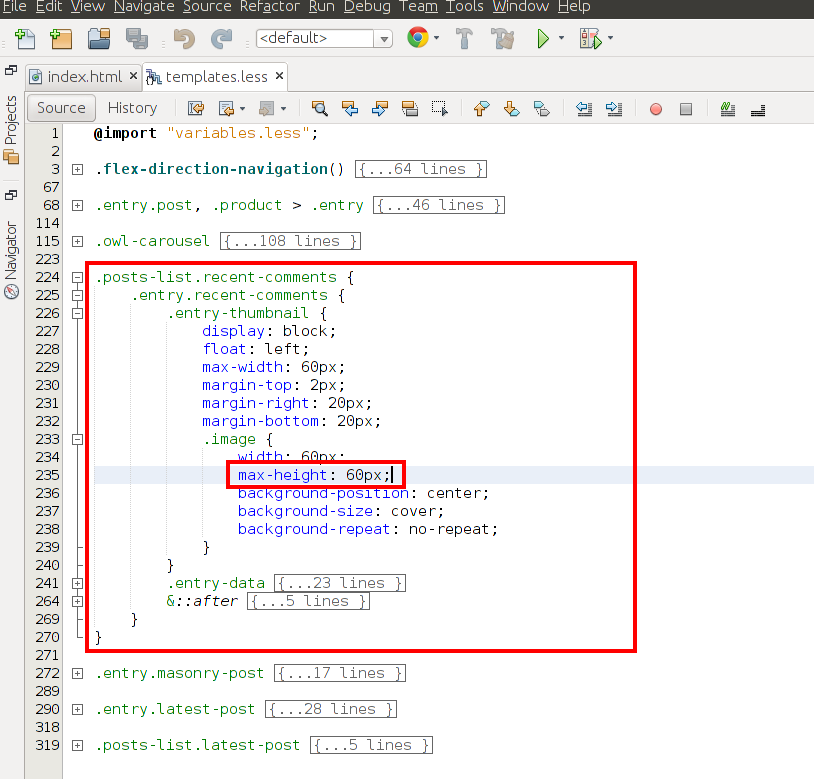 File Edit View Navigate Source Refactor Run Debug Team Tools Window Help
<default>
index.html × templates.less ×
Projects
Navigator
Source History
1 @import "variables.less";
2
3 .flex-direction-navigation() {...64 lines }
67
68 .entry.post, .product > .entry {...46 lines }
114
115 .owl-carousel {...108 lines }
223
224 .posts-list.recent-comments {
225 .entry.recent-comments {
226 .entry-thumbnail {
227 display: block;
228 float: left;
229 max-width: 60px;
230 margin-top: 2px;
231 margin-right: 20px;
232 margin-bottom: 20px;
233 .image {
234 width: 60px;
235 max-height: 60px;
236 background-position: center;
237 background-size: cover;
238 background-repeat: no-repeat;
239 }
240 }
241 .entry-data {...23 lines }
264 &::after {...5 lines }
269 }
270 }
271
272 .entry.masonry-post {...17 lines }
289
290 .entry.latest-post {...28 lines }
318
319 .posts-list.latest-post {...5 lines }